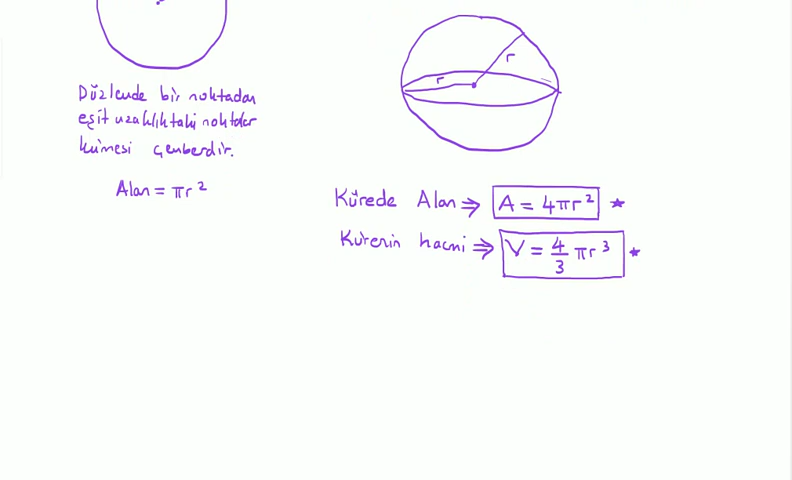 Düzlemde bir noktadan
eşit uzaklıktaki noktalar
kümesi çemberdir.
Alan = πr²
r
r
Kürede Alan ⇒ A = 4πr² ★
Kürenin hacmi ⇒ V = 4/3 πr³ ★